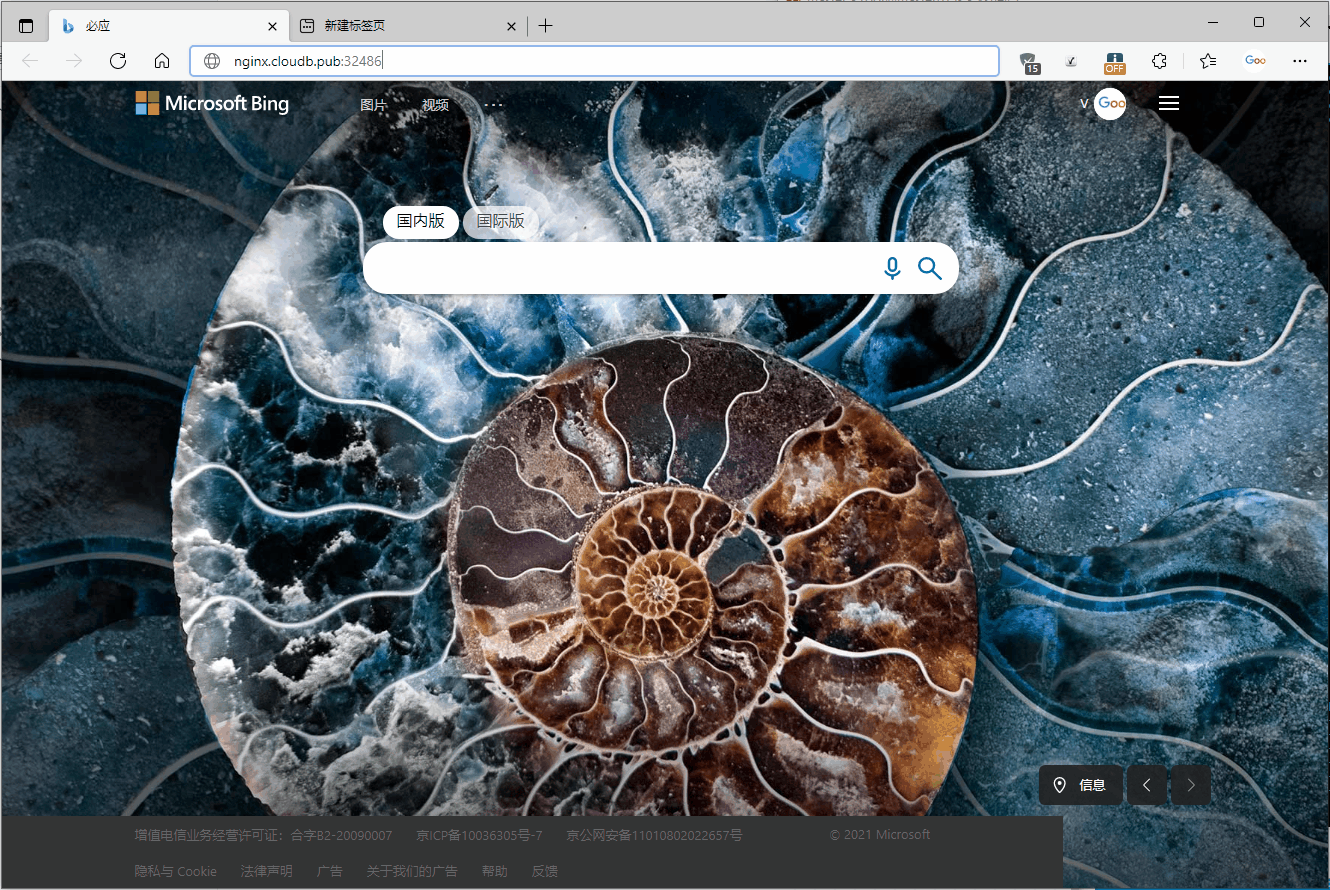 必应
新建标签页
nginx.cloudb.pub:32486
15
OFF
Goo
Microsoft Bing
图片
视频
...
V
Goo
国内版
国际版
信息
增值电信业务经营许可证：合字B2-20090007
京ICP备10036305号-7
京公网安备11010802022657号
© 2021 Microsoft
隐私与 Cookie
法律声明
广告
关于我们的广告
帮助
反馈